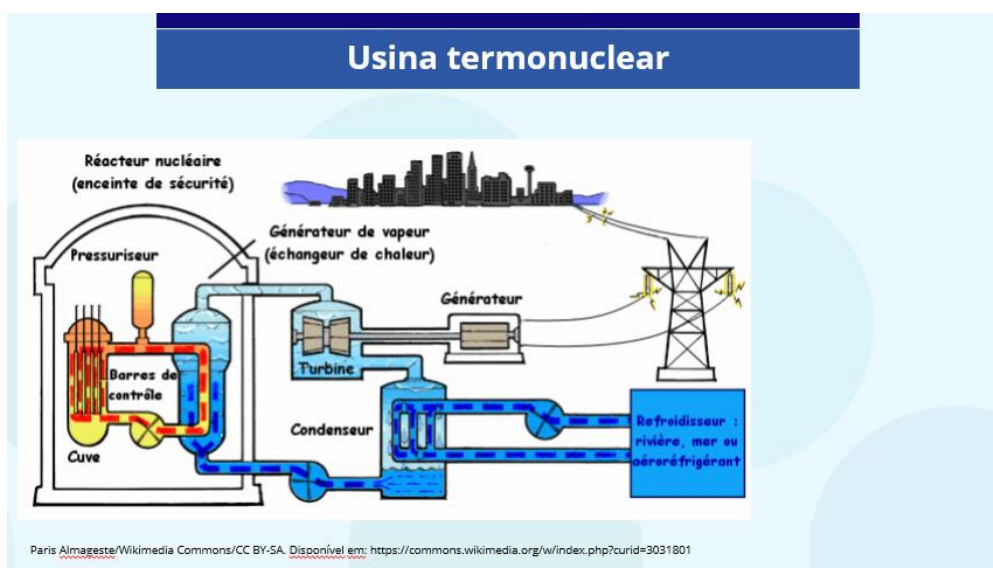 Usina termonuclear
Réacteur nucléaire
(enceinte de sécurité)
Générateur de vapeur
(échangeur de chaleur)
Pressuriseur
Générateur
Turbine
Barres de
contrôle
Condenseur
Cuve
Refroidisseur :
rivière, mer ou
aéroréfrigérant
Paris Almageste/Wikimedia Commons/CC BY-SA. Disponível em: https://commons.wikimedia.org/w/index.php?curid=3031801